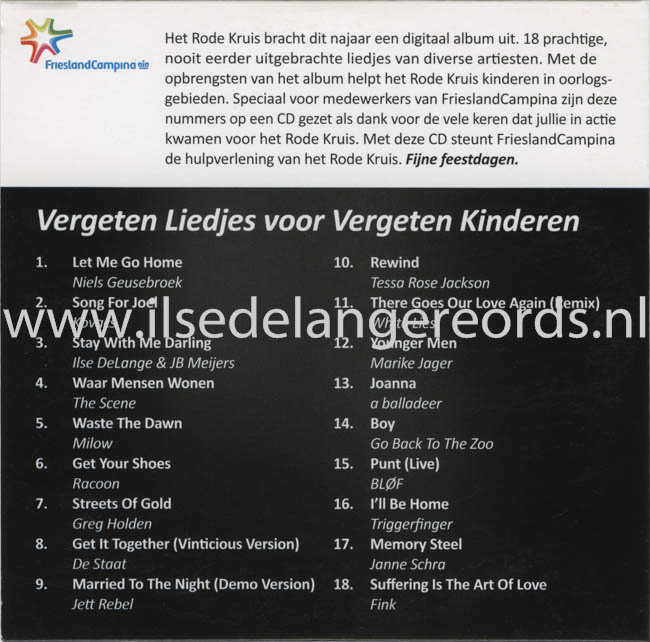 FrieslandCampina
Het Rode Kruis bracht dit najaar een digitaal album uit. 18 prachtige,
nooit eerder uitgebrachte liedjes van diverse artiesten. Met de
opbrengsten van het album helpt het Rode Kruis kinderen in oorlogs-
gebieden. Speciaal voor medewerkers van FrieslandCampina zijn deze
nummers op een CD gezet als dank voor de vele keren dat jullie in actie
kwamen voor het Rode Kruis. Met deze CD steunt FrieslandCampina
de hulpverlening van het Rode Kruis. Fijne feestdagen.
Vergeten Liedjes voor Vergeten Kinderen
1. Let Me Go Home
Niels Geusebroek
2. Song For Joel
Kovacs
3. Stay With Me Darling
Ilse DeLange & JB Meijers
4. Waar Mensen Wonen
The Scene
5. Waste The Dawn
Milow
6. Get Your Shoes
Racoon
7. Streets Of Gold
Greg Holden
8. Get It Together (Vinticious Version)
De Staat
9. Married To The Night (Demo Version)
Jett Rebel
10. Rewind
Tessa Rose Jackson
11. There Goes Our Love Again (Remix)
White Lies
12. Younger Men
Marike Jager
13. Joanna
a balladeer
14. Boy
Go Back To The Zoo
15. Punt (Live)
BLØF
16. I'll Be Home
Triggerfinger
17. Memory Steel
Janne Schra
18. Suffering Is The Art Of Love
Fink
www.ilsedelangereords.nl